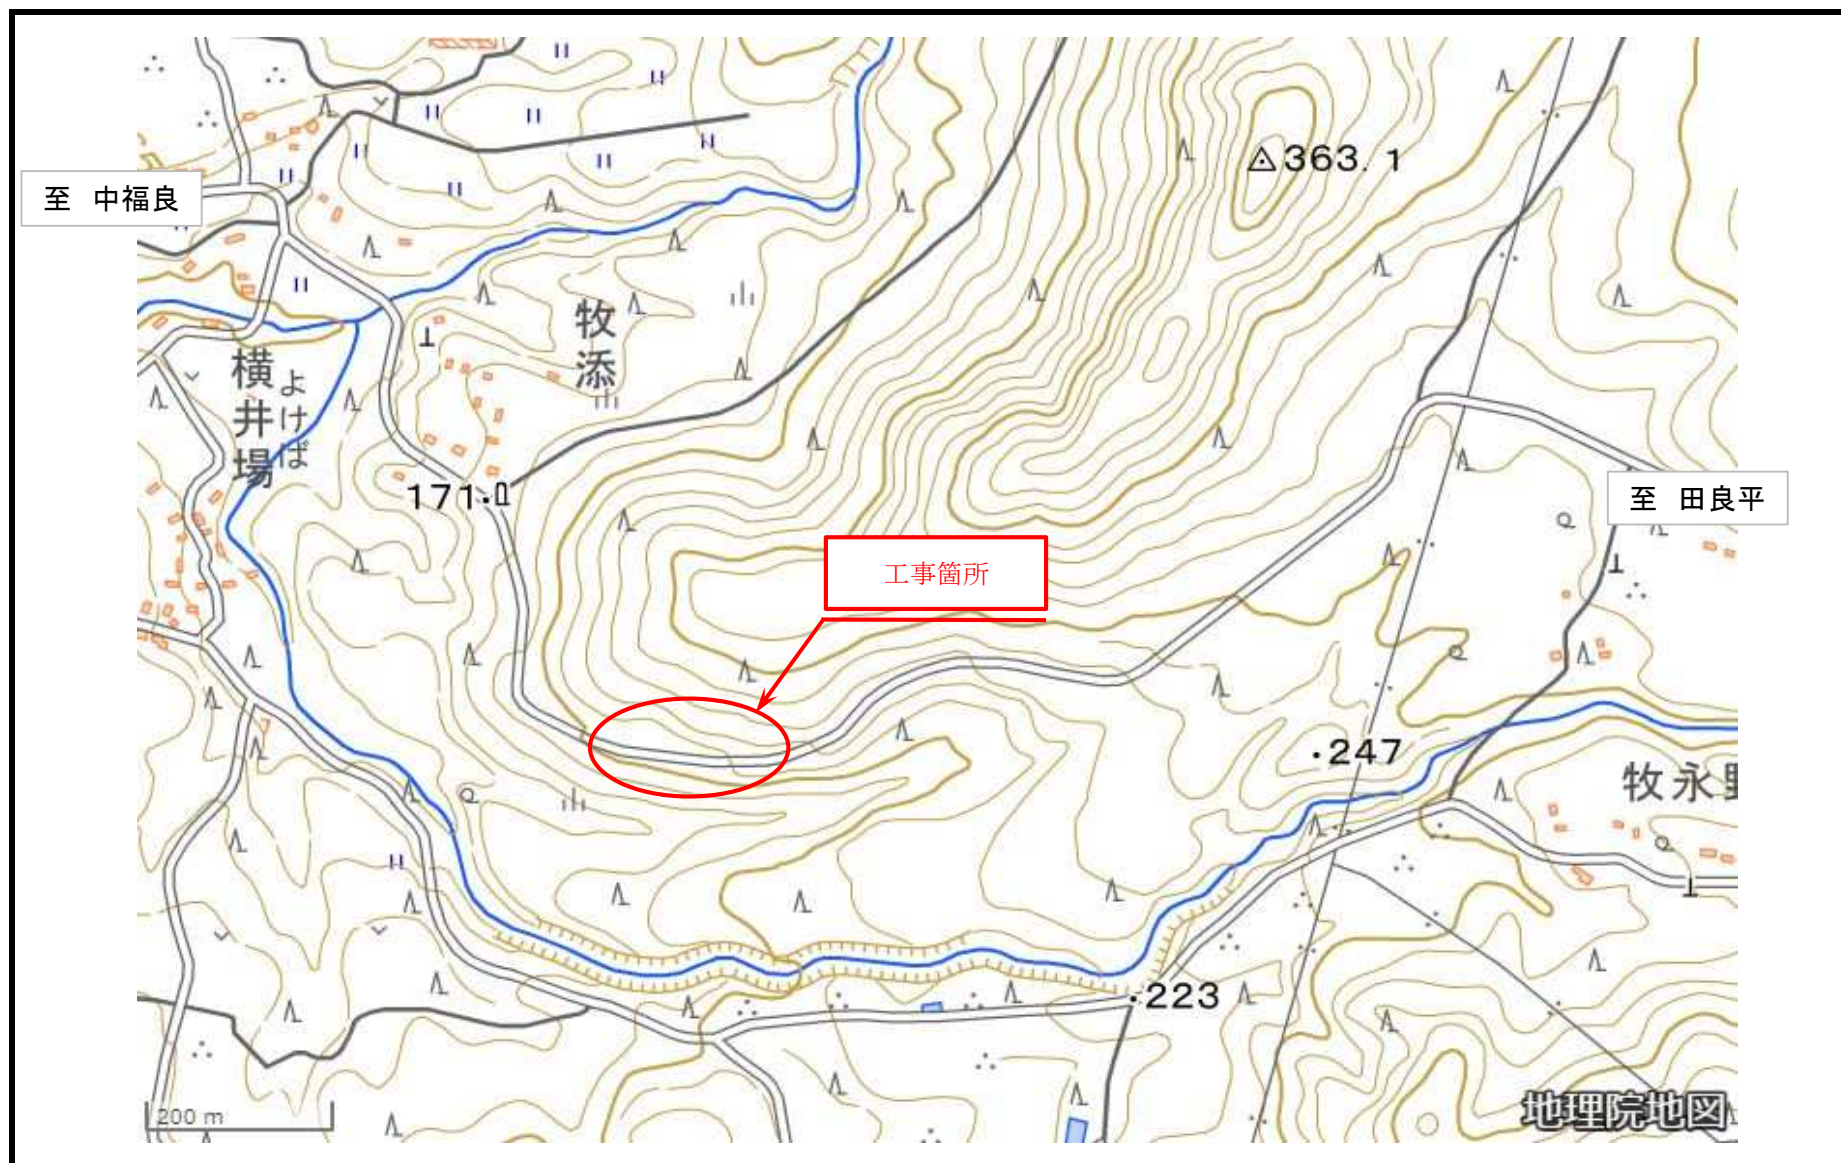 363.1
至 中福良
牧添
横井場
よけば
171
至 田良平
工事箇所
247
牧永
223
200 m
地理院地図